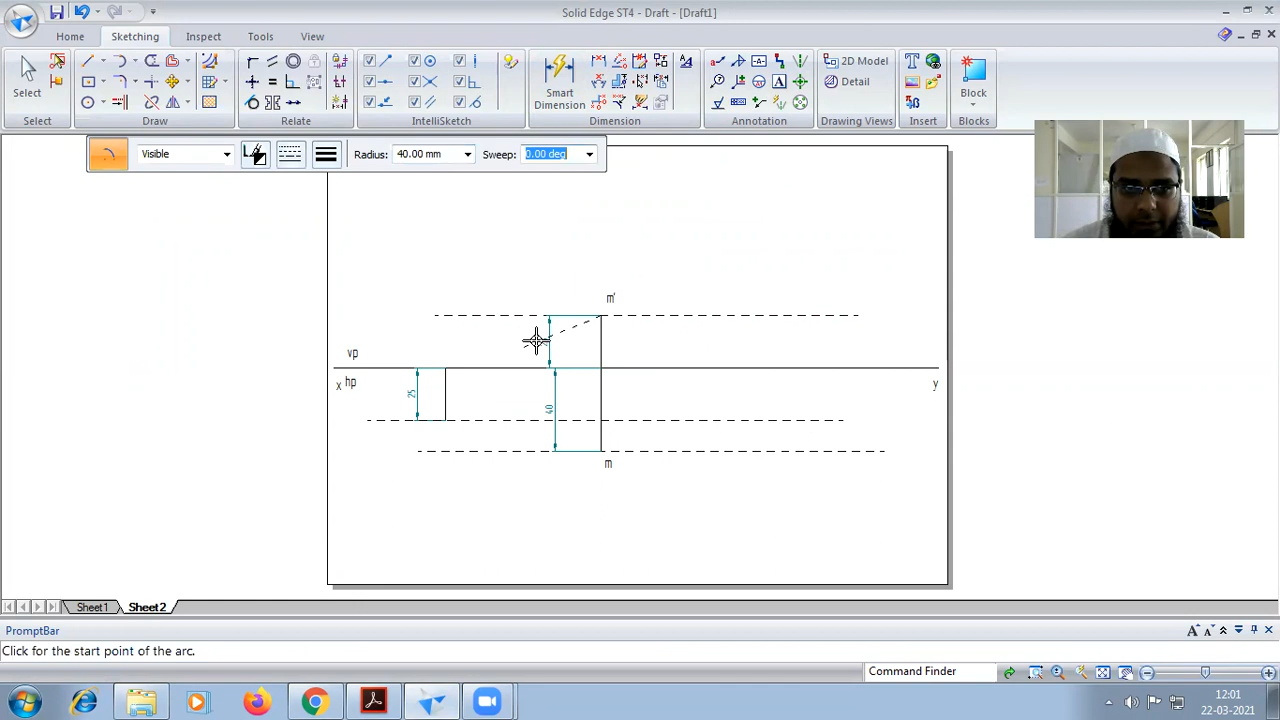 Solid Edge ST4 - Draft - [Draft1]
Home
Sketching
Inspect
Tools
View
Select
Smart
Dimension
2D Model
Detail
Block
Select
Draw
Relate
IntelliSketch
Dimension
Annotation
Drawing Views
Insert
Blocks
Visible
Radius:
40.00 mm
Sweep:
0.00 deg
m'
vp
x
hp
y
25
40
m
Sheet1
Sheet2
PromptBar
Click for the start point of the arc.
Command Finder
12:01
22-03-2021